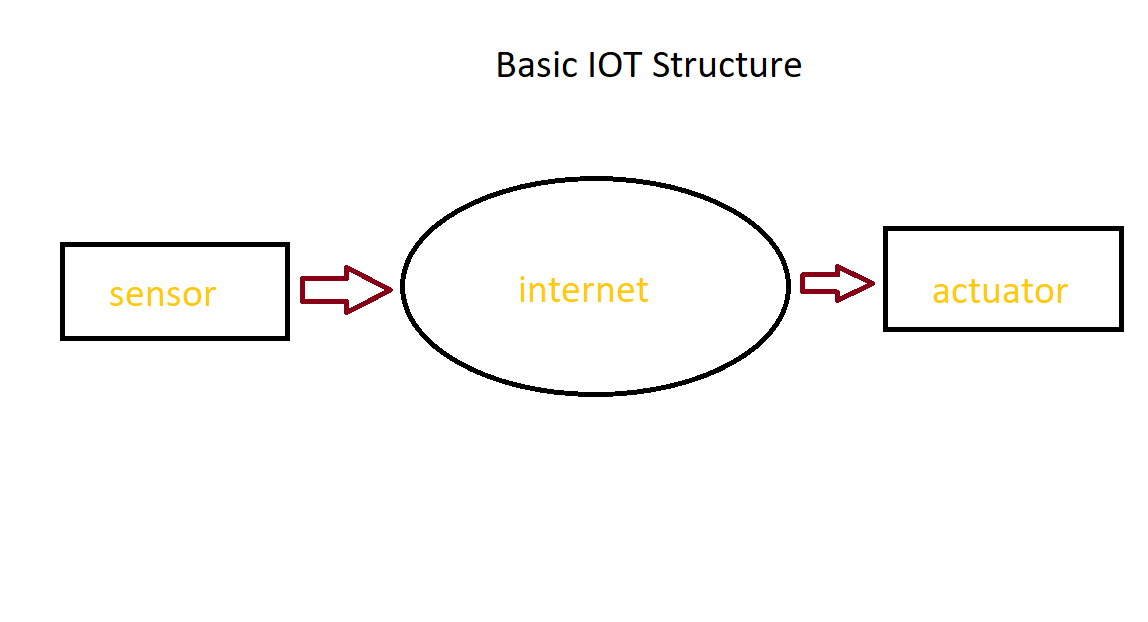 Basic IOT Structure
sensor
internet
actuator